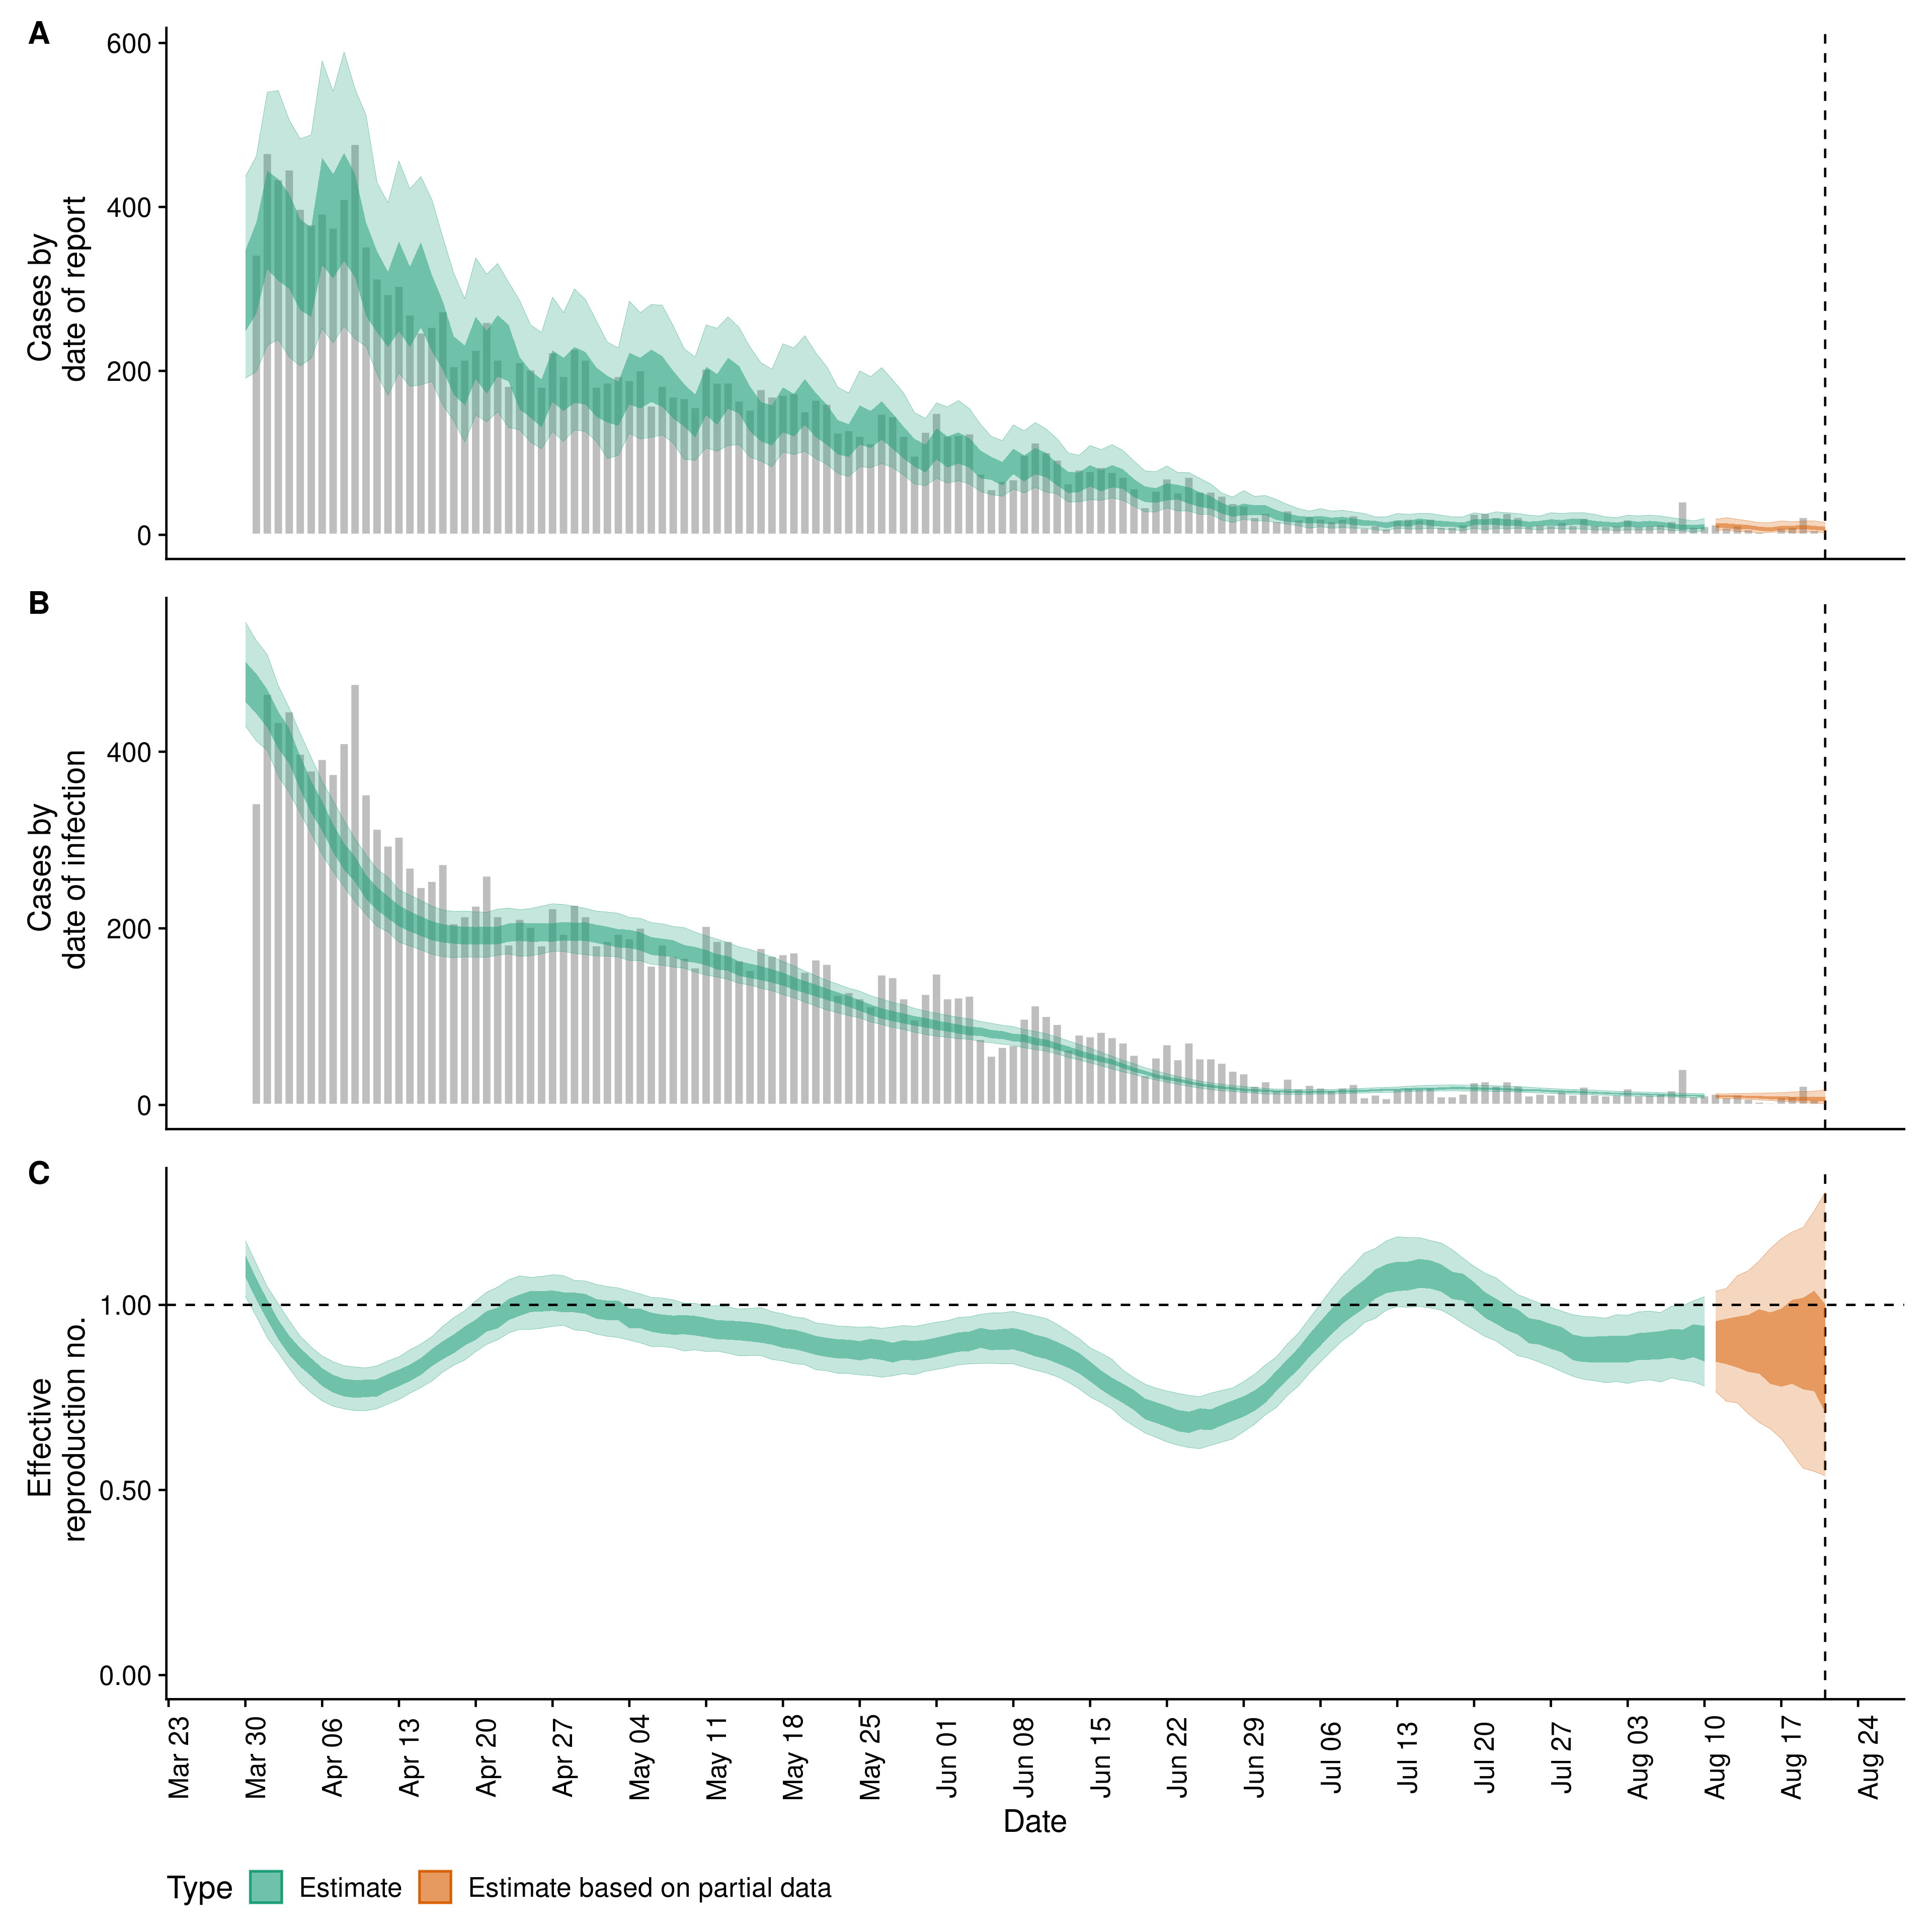 A
Cases by
date of report
600
400
200
0
B
Cases by
date of infection
400
200
0
C
Effective
reproduction no.
1.00
0.50
0.00
Mar 23
Mar 30
Apr 06
Apr 13
Apr 20
Apr 27
May 04
May 11
May 18
May 25
Jun 01
Jun 08
Jun 15
Jun 22
Jun 29
Jul 06
Jul 13
Jul 20
Jul 27
Aug 03
Aug 10
Aug 17
Aug 24
Date
Type Estimate Estimate based on partial data